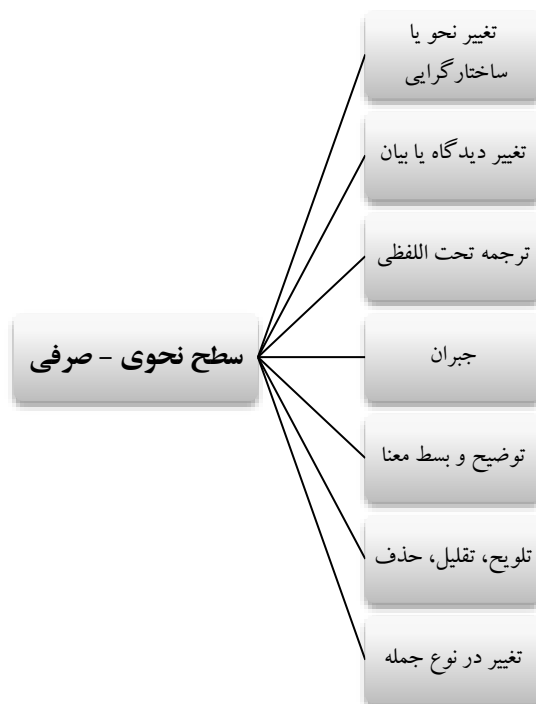 تغییر نحو یا
ساختارگرایی
تغییر دیدگاه یا بیان
ترجمه تحت اللفظی
سطح نحوی - صرفی
جبران
توضیح و بسط معنا
تلویح، تقلیل، حذف
تغییر در نوع جمله